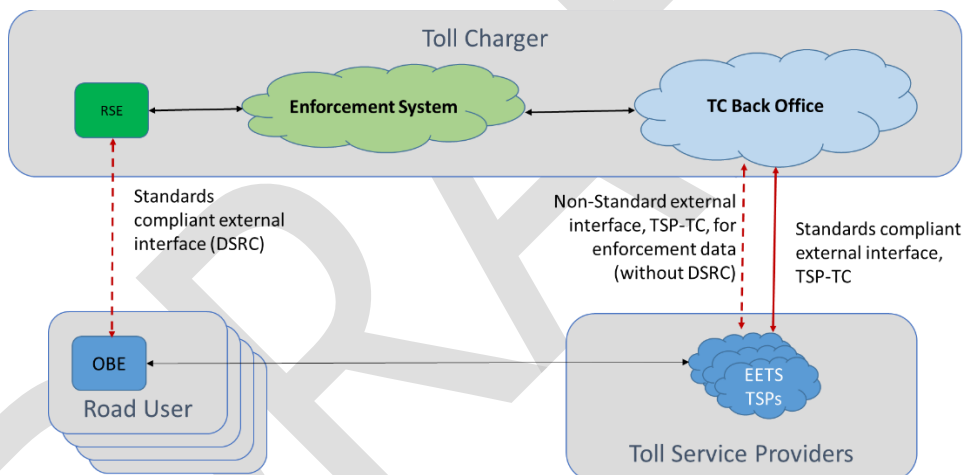 Toll Charger
RSE
Enforcement System
TC Back Office
Standards
compliant external
interface (DSRC)
Non-Standard external
interface, TSP-TC, for
enforcement data
(without DSRC)
Standards compliant
external interface,
TSP-TC
OBE
Road User
EETS
TSPs
Toll Service Providers